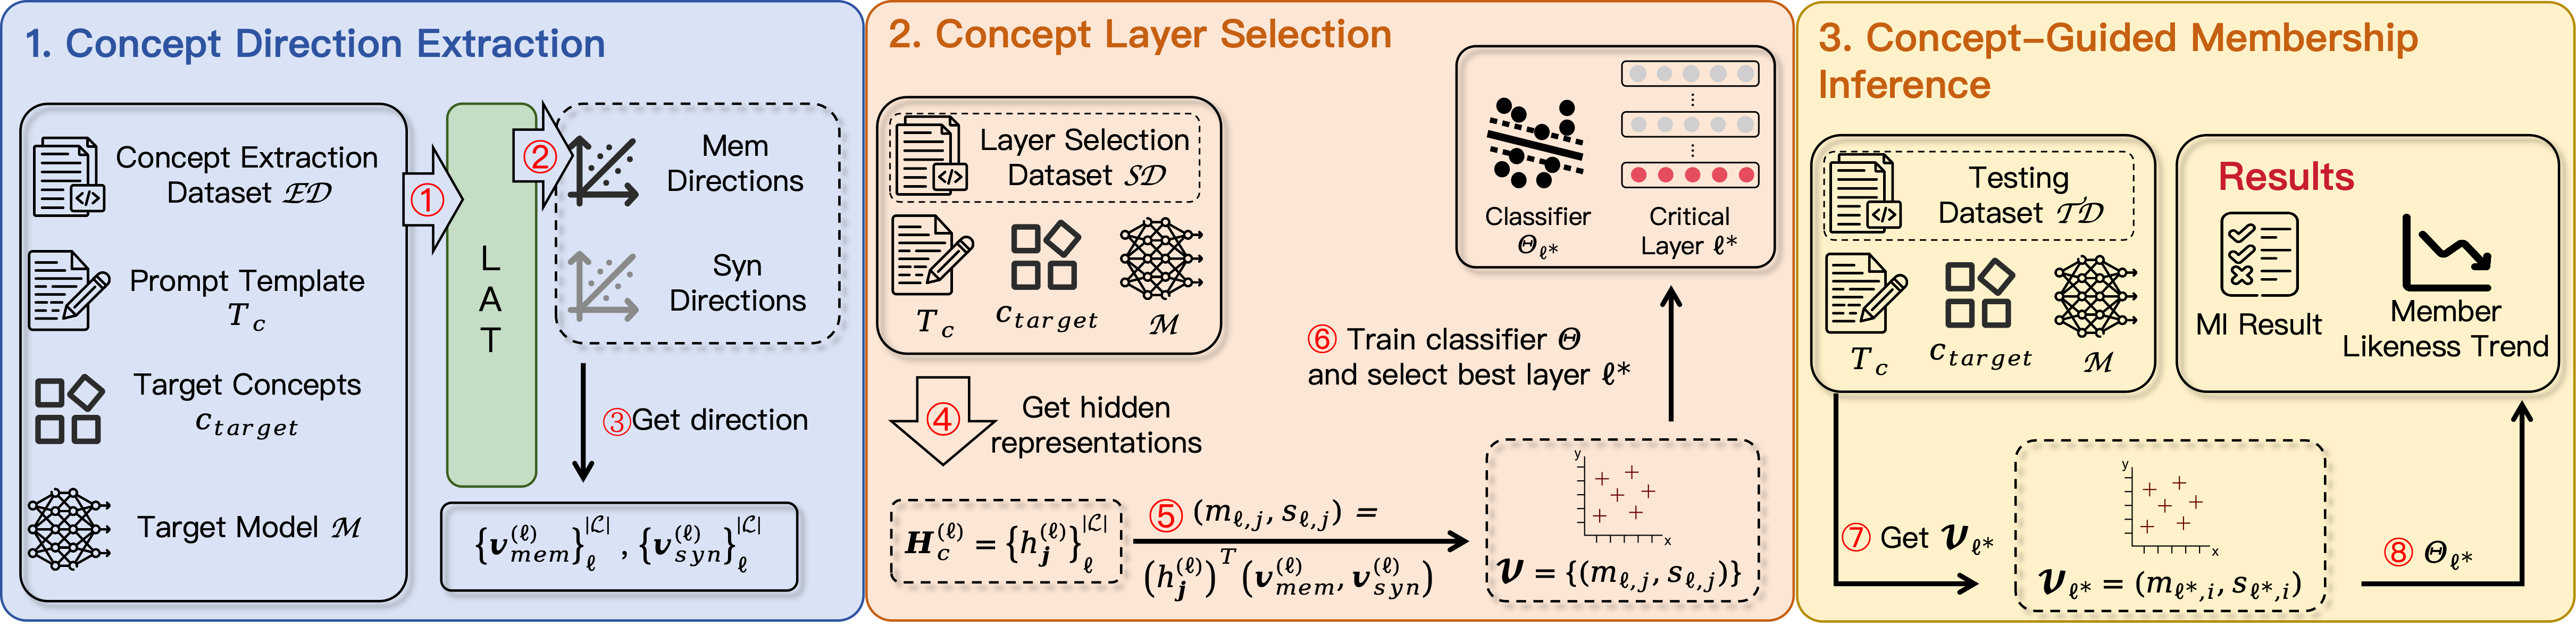 1. Concept Direction Extraction
Concept Extraction
Dataset ED
</>
Prompt Template
T_c
Target Concepts
c_target
Target Model M
①
L
A
T
②
Mem
Directions
Syn
Directions
③Get direction
{v_mem^(ℓ)}_ℓ^|L| , {v_syn^(ℓ)}_ℓ^|L|
2. Concept Layer Selection
Layer Selection
Dataset SD
</>
T_c
c_target
M
④
Get hidden
representations
H_c^(ℓ) = {h_j^(ℓ)}_ℓ^|L|
⑤ (m_ℓ,j, s_ℓ,j) =
(h_j^(ℓ))^T (v_mem^(ℓ), v_syn^(ℓ))
y
x
𝒱 = {(m_ℓ,j, s_ℓ,j)}
⑥ Train classifier Θ
and select best layer ℓ*
Classifier
Θ_ℓ*
Critical
Layer ℓ*
3. Concept–Guided Membership
Inference
Testing
Dataset TD
</>
T_c
c_target
M
⑦ Get 𝒱_ℓ*
y
x
𝒱_ℓ* = (m_ℓ*,i, s_ℓ*,i)
⑧ Θ_ℓ*
Results
MI Result
Member
Likeness Trend